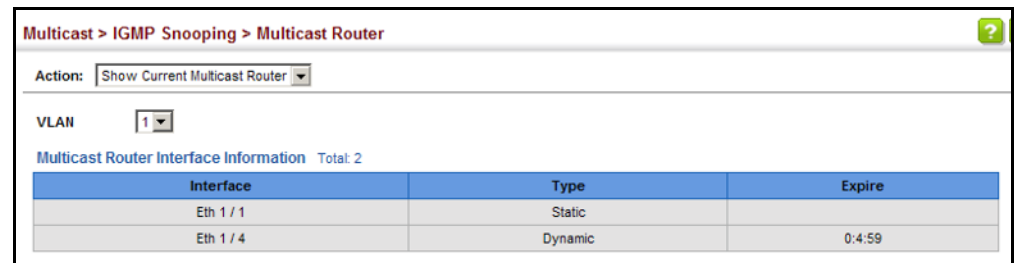 Multicast > IGMP Snooping > Multicast Router
?
Action: Show Current Multicast Router
VLAN 1
Multicast Router Interface Information Total: 2
Interface Type Expire
Eth 1 / 1 Static
Eth 1 / 4 Dynamic 0:4:59